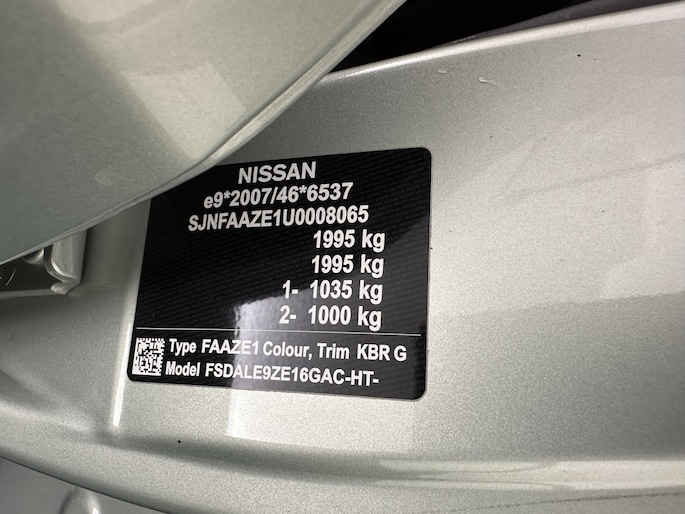 NISSAN
e9*2007/46*6537
SJNFAAZE1U0008065
1995 kg
1995 kg
1- 1035 kg
2- 1000 kg
Type FAAZE1 Colour, Trim KBR G
Model FSDALE9ZE16GAC-HT-